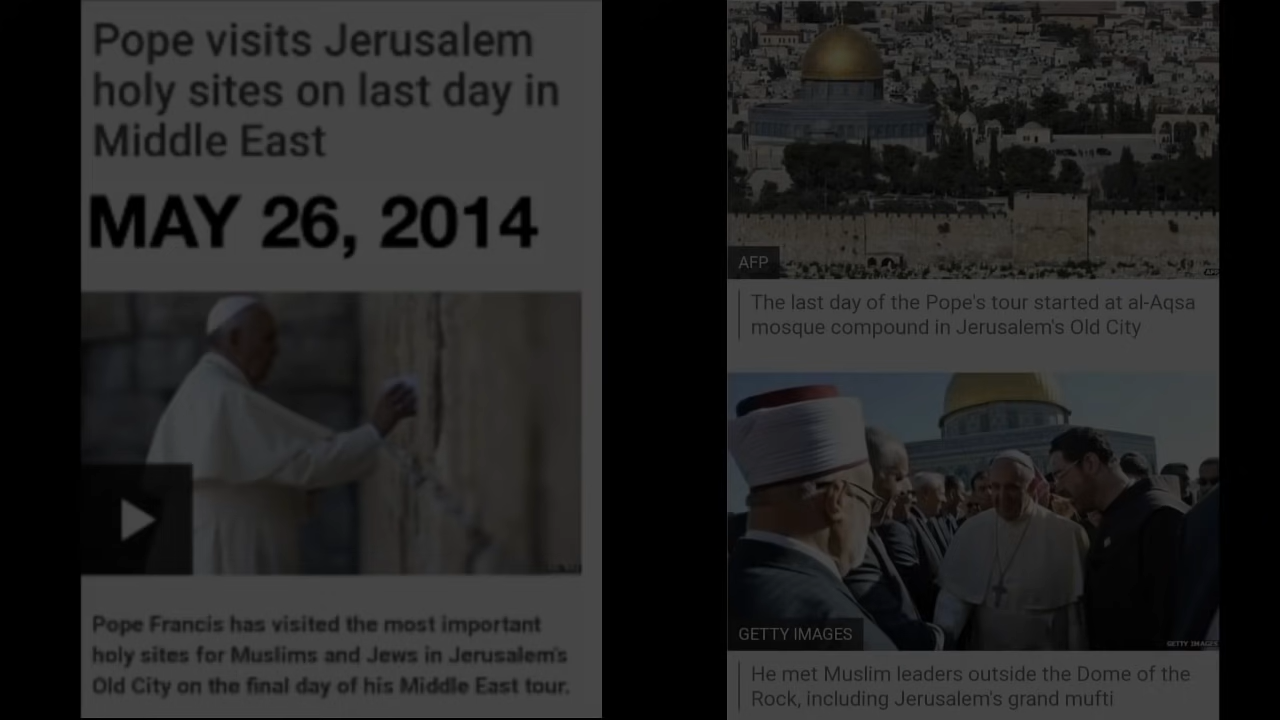 Pope visits Jerusalem
holy sites on last day in
Middle East
MAY 26, 2014
Pope Francis has visited the most important
holy sites for Muslims and Jews in Jerusalem's
Old City on the final day of his Middle East tour.
AFP
The last day of the Pope's tour started at al-Aqsa
mosque compound in Jerusalem's Old City
GETTY IMAGES
GETTY IMAGES
He met Muslim leaders outside the Dome of the
Rock, including Jerusalem's grand mufti